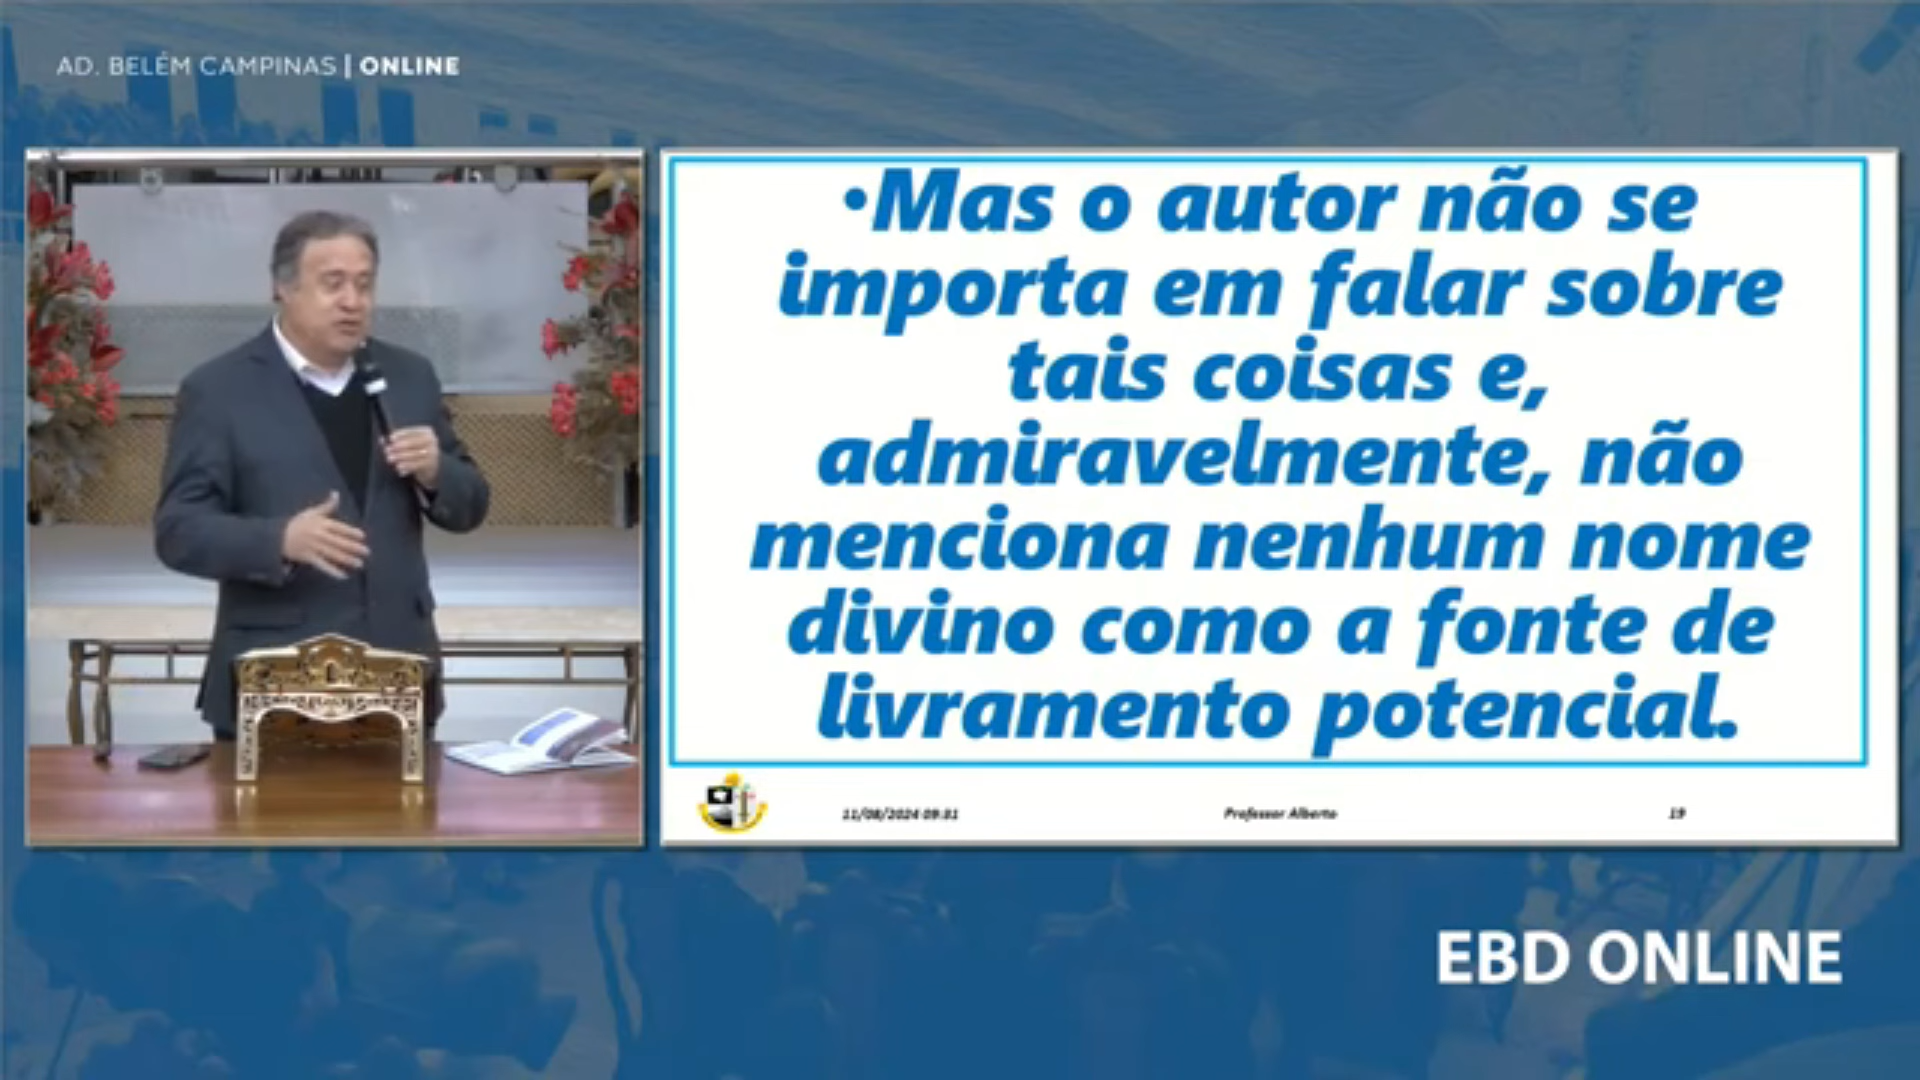 AD. BELÉM CAMPINAS | ONLINE
•Mas o autor não se
importa em falar sobre
tais coisas e,
admiravelmente, não
menciona nenhum nome
divino como a fonte de
livramento potencial.
11/08/2024 09:31
Professor Alberto
19
EBD ONLINE